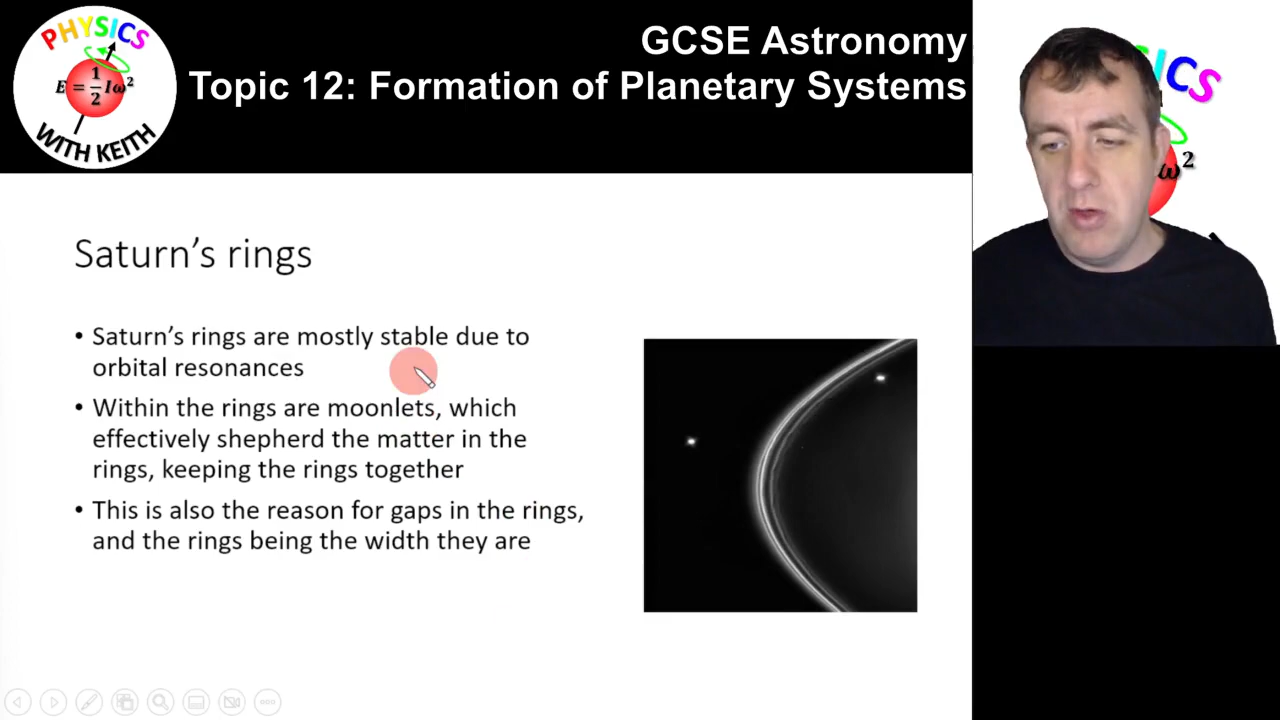 PHYSICS
E = 1/2 Iω²
WITH KEITH
GCSE Astronomy
Topic 12: Formation of Planetary Systems
ICS
ω²
Saturn's rings
• Saturn's rings are mostly stable due to
orbital resonances
• Within the rings are moonlets, which
effectively shepherd the matter in the
rings, keeping the rings together
• This is also the reason for gaps in the rings,
and the rings being the width they are